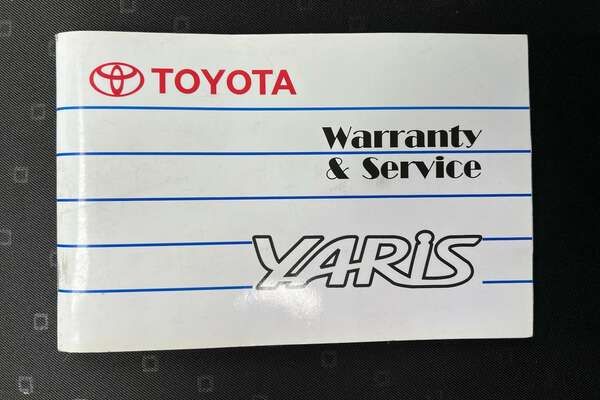 TOYOTA
Warranty
& Service
YARiS